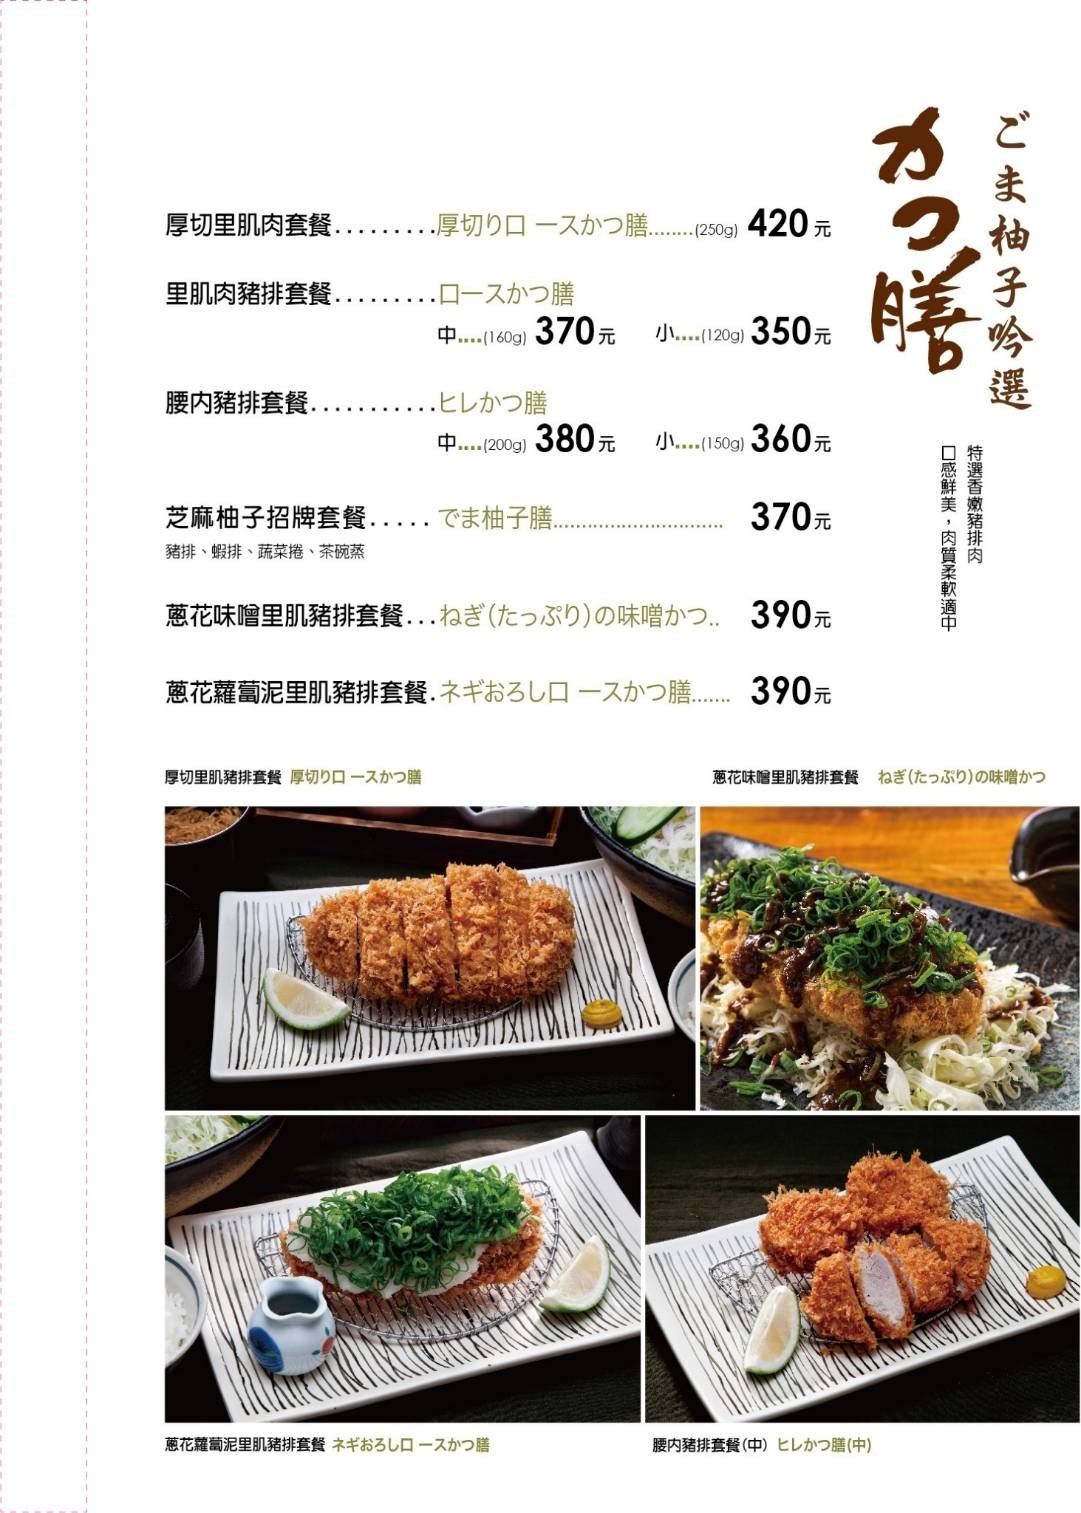 ごま柚子吟選
かつ膳
特選香嫩豬排肉
口感鮮美，肉質柔軟適中
厚切里肌肉套餐.........厚切り口 ースかつ膳........(250g) 420元
里肌肉豬排套餐.........口ースかつ膳
中....(160g) 370元 小....(120g) 350元
腰内豬排套餐...........ヒレかつ膳
中....(200g) 380元 小....(150g) 360元
芝麻柚子招牌套餐.....でま柚子膳.............................. 370元
豬排、蝦排、蔬菜捲、茶碗蒸
蔥花味噌里肌豬排套餐...ねぎ(たっぷり)の味噌かつ.. 390元
蔥花蘿蔔泥里肌豬排套餐.ネギおろし口 ースかつ膳....... 390元
厚切里肌豬排套餐 厚切り口 ースかつ膳
蔥花味噌里肌豬排套餐 ねぎ(たっぷり)の味噌かつ
蔥花蘿蔔泥里肌豬排套餐 ネギおろし口 ースかつ膳
腰内豬排套餐(中) ヒレかつ膳(中)